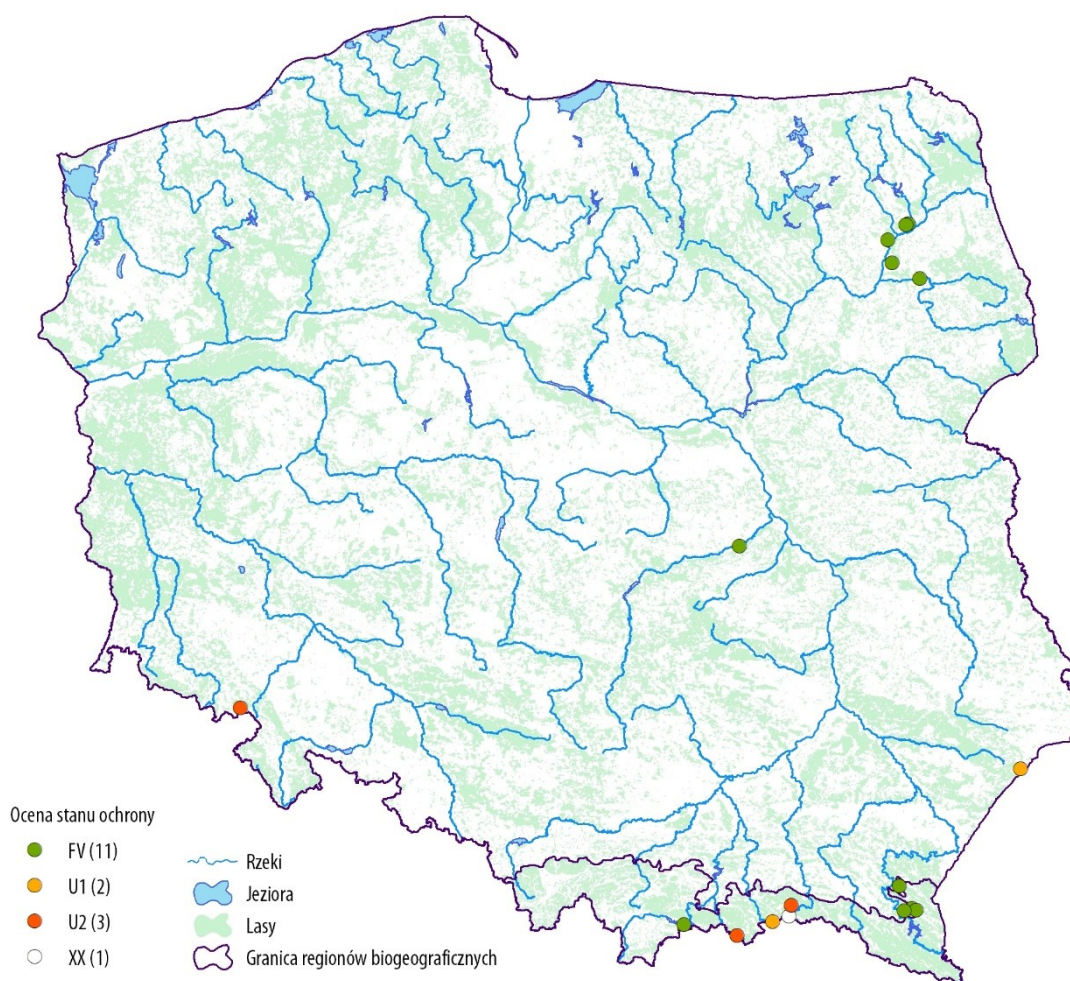 Ocena stanu ochrony
FV (11)
U1 (2)
U2 (3)
XX (1)
Rzeki
Jeziora
Lasy
Granica regionów biogeograficznych